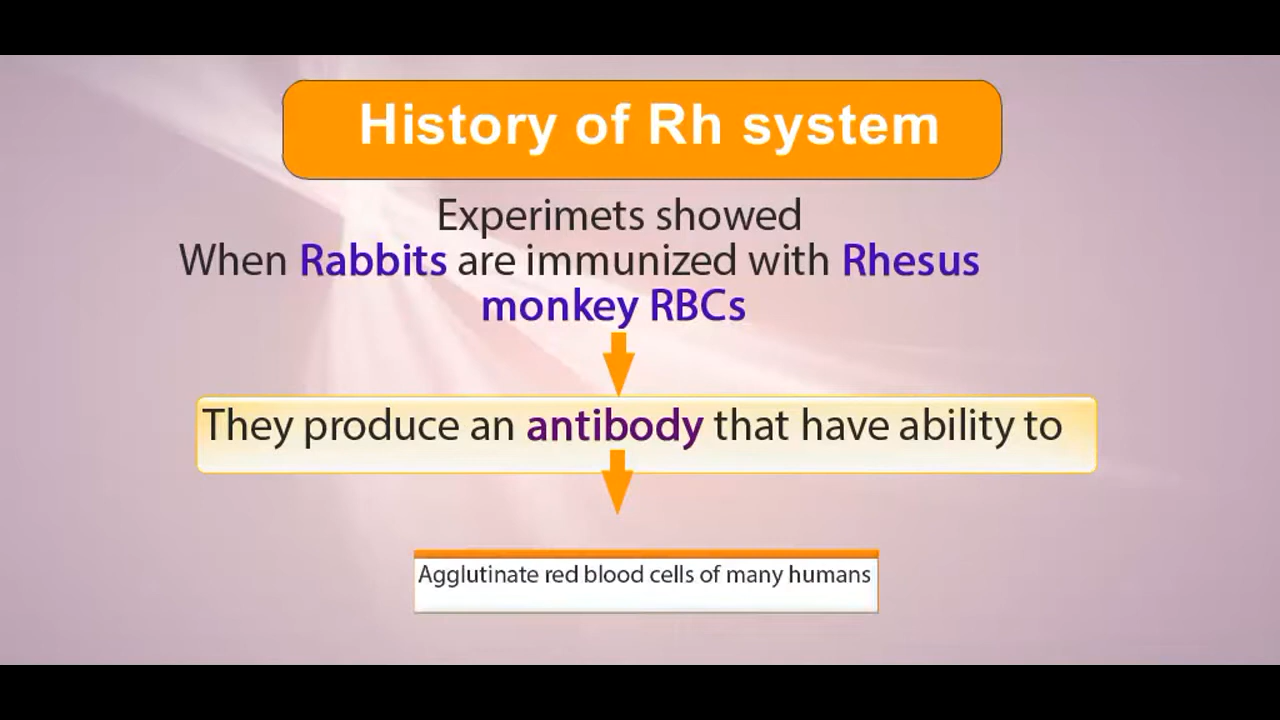 History of Rh system
Experimets showed
When Rabbits are immunized with Rhesus
monkey RBCs
They produce an antibody that have ability to
Agglutinate red blood cells of many humans